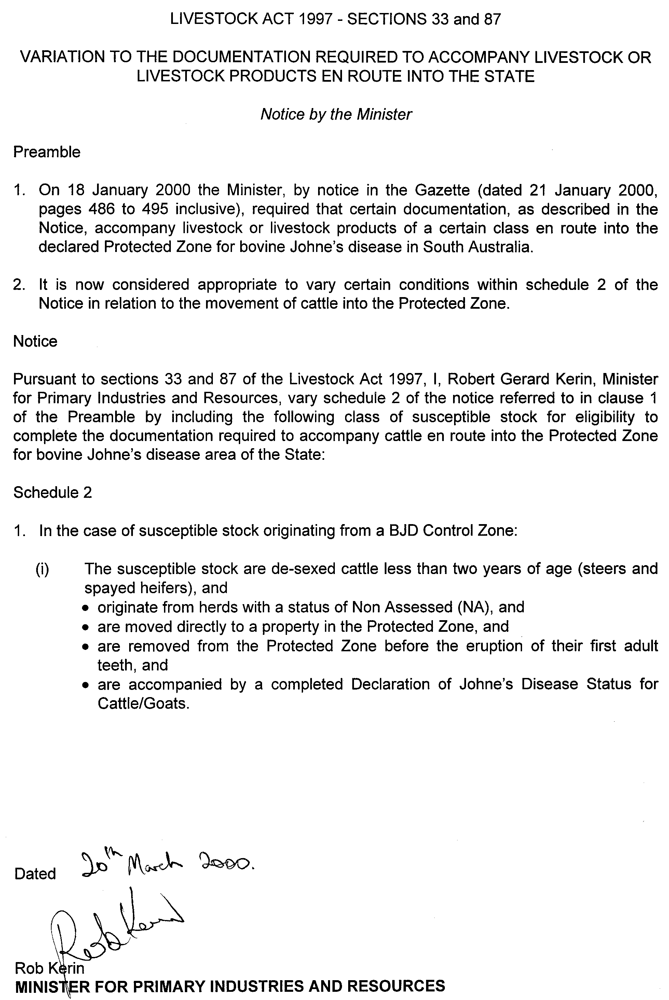 LIVESTOCK ACT 1997 - SECTIONS 33 and 87
VARIATION TO THE DOCUMENTATION REQUIRED TO ACCOMPANY LIVESTOCK OR
LIVESTOCK PRODUCTS EN ROUTE INTO THE STATE
Notice by the Minister
Preamble
1. On 18 January 2000 the Minister, by notice in the Gazette (dated 21 January 2000,
pages 486 to 495 inclusive), required that certain documentation, as described in the
Notice, accompany livestock or livestock products of a certain class en route into the
declared Protected Zone for bovine Johne's disease in South Australia.
2. It is now considered appropriate to vary certain conditions within schedule 2 of the
Notice in relation to the movement of cattle into the Protected Zone.
Notice
Pursuant to sections 33 and 87 of the Livestock Act 1997, I, Robert Gerard Kerin, Minister
for Primary Industries and Resources, vary schedule 2 of the notice referred to in clause 1
of the Preamble by including the following class of susceptible stock for eligibility to
complete the documentation required to accompany cattle en route into the Protected Zone
for bovine Johne's disease area of the State:
Schedule 2
1. In the case of susceptible stock originating from a BJD Control Zone:
(i) The susceptible stock are de-sexed cattle less than two years of age (steers and
spayed heifers), and
• originate from herds with a status of Non Assessed (NA), and
• are moved directly to a property in the Protected Zone, and
• are removed from the Protected Zone before the eruption of their first adult
teeth, and
• are accompanied by a completed Declaration of Johne's Disease Status for
Cattle/Goats.
Dated 20th March 2000.
Rob Kerin
Rob Kerin
MINISTER FOR PRIMARY INDUSTRIES AND RESOURCES